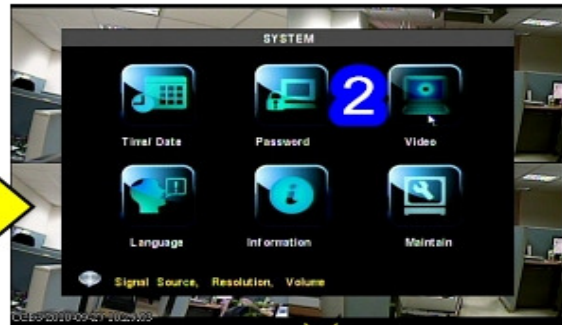 SYSTEM
2
Time/ Date Password Video
Language Information Maintain
Signal Source, Resolution, Volume